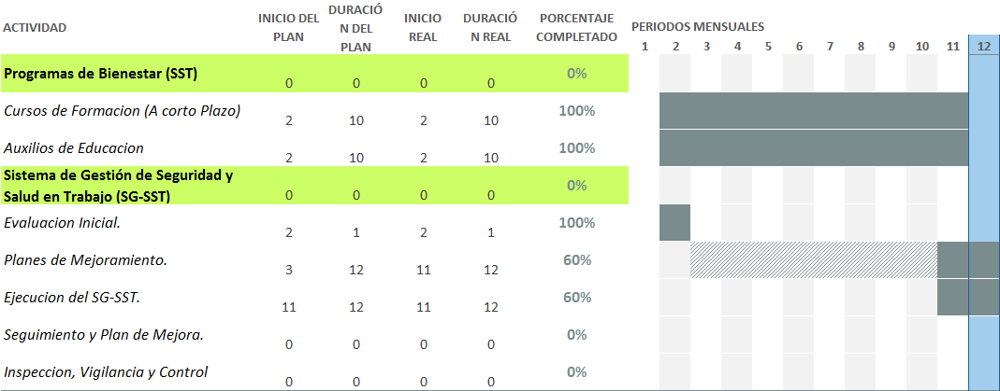 ACTIVIDAD INICIO DEL PLAN DURACIÓN DEL PLAN INICIO REAL DURACIÓN REAL PORCENTAJE COMPLETADO PERIODOS MENSUALES
1 2 3 4 5 6 7 8 9 10 11 12
Programas de Bienestar (SST) 0 0 0 0 0%
Cursos de Formacion (A corto Plazo) 2 10 2 10 100%
Auxilios de Educacion 2 10 2 10 100%
Sistema de Gestión de Seguridad y
Salud en Trabajo (SG-SST) 0 0 0 0 0%
Evaluacion Inicial. 2 1 2 1 100%
Planes de Mejoramiento. 3 12 11 12 60%
Ejecucion del SG-SST. 11 12 11 12 60%
Seguimiento y Plan de Mejora. 0 0 0 0 0%
Inspeccion, Vigilancia y Control 0 0 0 0 0%